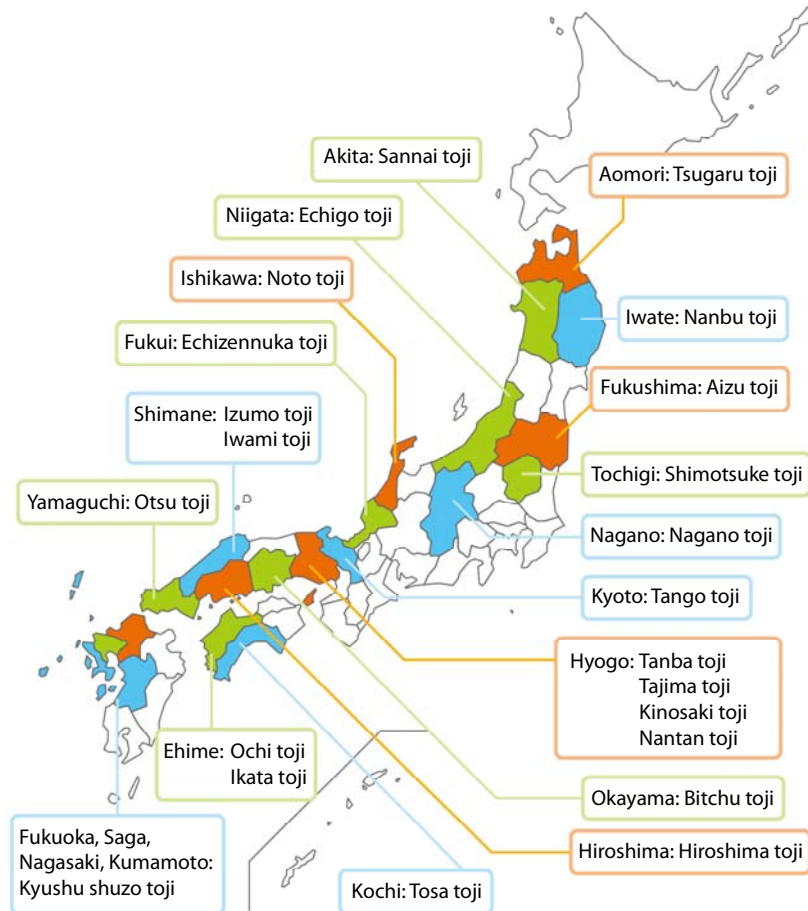 Akita: Sannai toji
Aomori: Tsugaru toji
Niigata: Echigo toji
Ishikawa: Noto toji
Iwate: Nanbu toji
Fukui: Echizennuka toji
Fukushima: Aizu toji
Shimane: Izumo toji
Iwami toji
Tochigi: Shimotsuke toji
Yamaguchi: Otsu toji
Nagano: Nagano toji
Kyoto: Tango toji
Hyogo: Tanba toji
Tajima toji
Kinosaki toji
Nantan toji
Ehime: Ochi toji
Ikata toji
Okayama: Bitchu toji
Fukuoka, Saga,
Nagasaki, Kumamoto:
Kyushu shuzo toji
Hiroshima: Hiroshima toji
Kochi: Tosa toji